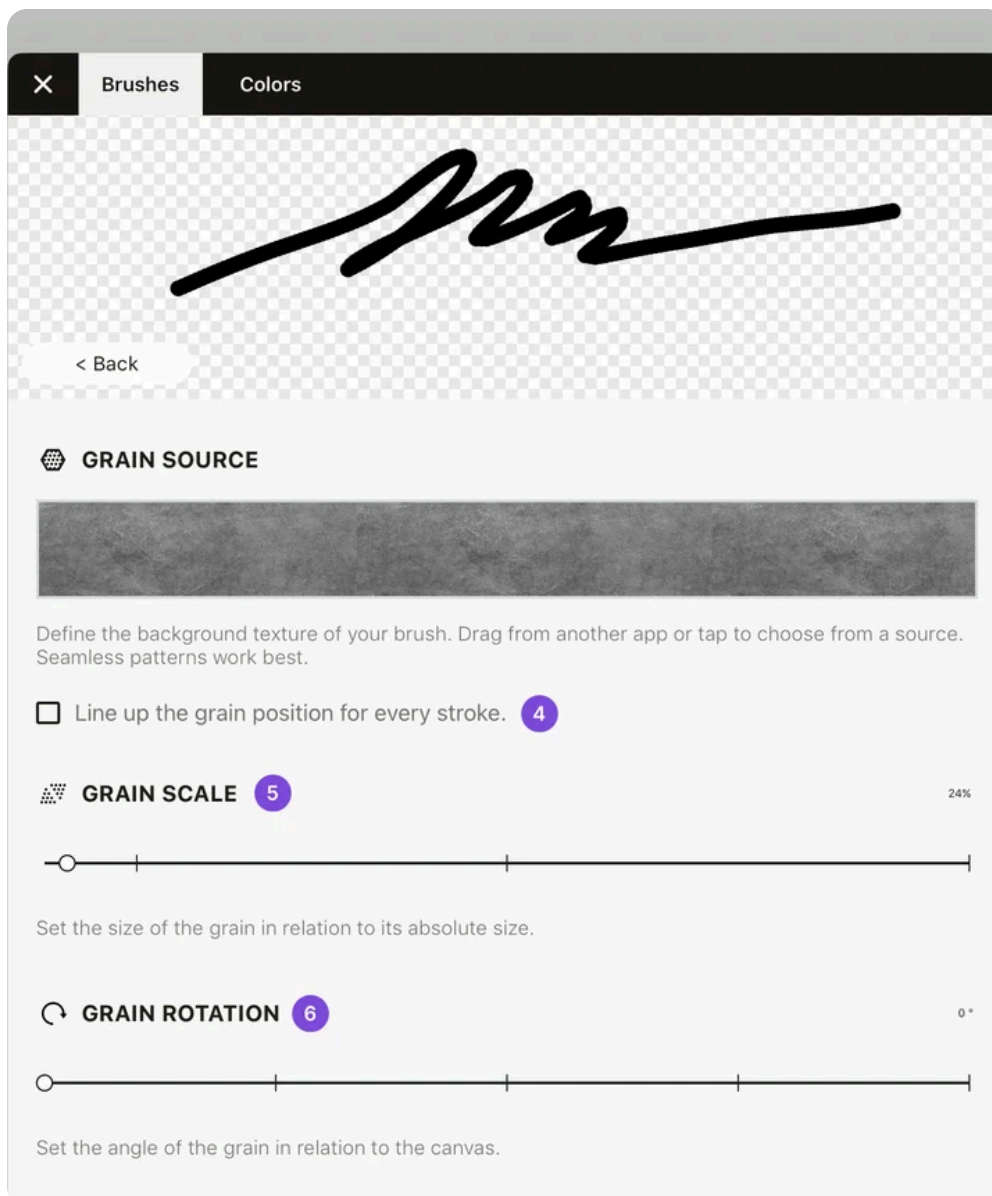 Brushes
Colors
< Back
GRAIN SOURCE
Define the background texture of your brush. Drag from another app or tap to choose from a source.
Seamless patterns work best.
Line up the grain position for every stroke. 4
GRAIN SCALE 5
24%
Set the size of the grain in relation to its absolute size.
GRAIN ROTATION 6
0 °
Set the angle of the grain in relation to the canvas.